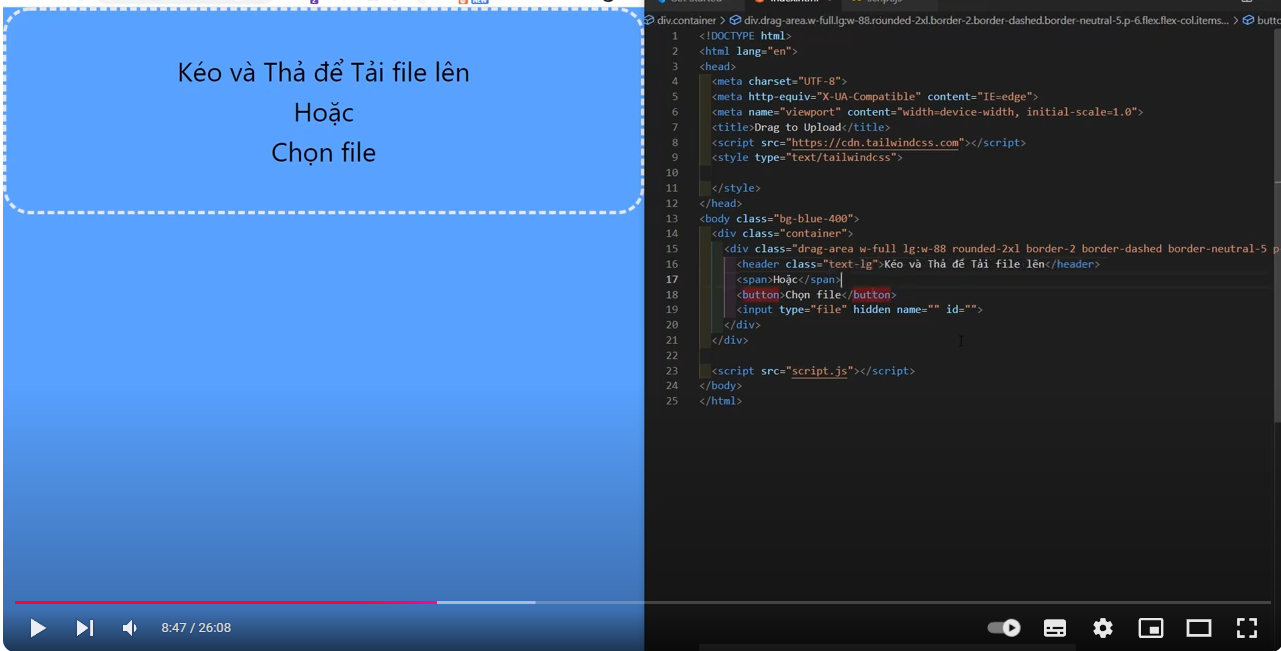 Kéo và Thả để Tải file lên
Hoặc
Chọn file
div.container > div.drag-area.w-full.lg:w-88.rounded-2xl.border-2.border-dashed.border-neutral-5.p-6.flex.flex-col.items... >
1 <!DOCTYPE html>
2 <html lang="en">
3 <head>
4 <meta charset="UTF-8">
5 <meta http-equiv="X-UA-Compatible" content="IE=edge">
6 <meta name="viewport" content="width=device-width, initial-scale=1.0">
7 <title>Drag to Upload</title>
8 <script src="https://cdn.tailwindcss.com"></script>
9 <style type="text/tailwindcss">
10
11 </style>
12 </head>
13 <body class="bg-blue-400">
14 <div class="container">
15 <div class="drag-area w-full lg:w-88 rounded-2xl border-2 border-dashed border-neutral-5 p
16 <header class="text-lg">Kéo và Thả để Tải file lên</header>
17 <span>Hoặc</span>
18 <button>Chọn file</button>
19 <input type="file" hidden name="" id="">
20 </div>
21 </div>
22
23 <script src="script.js"></script>
24 </body>
25 </html>
8:47 / 26:08